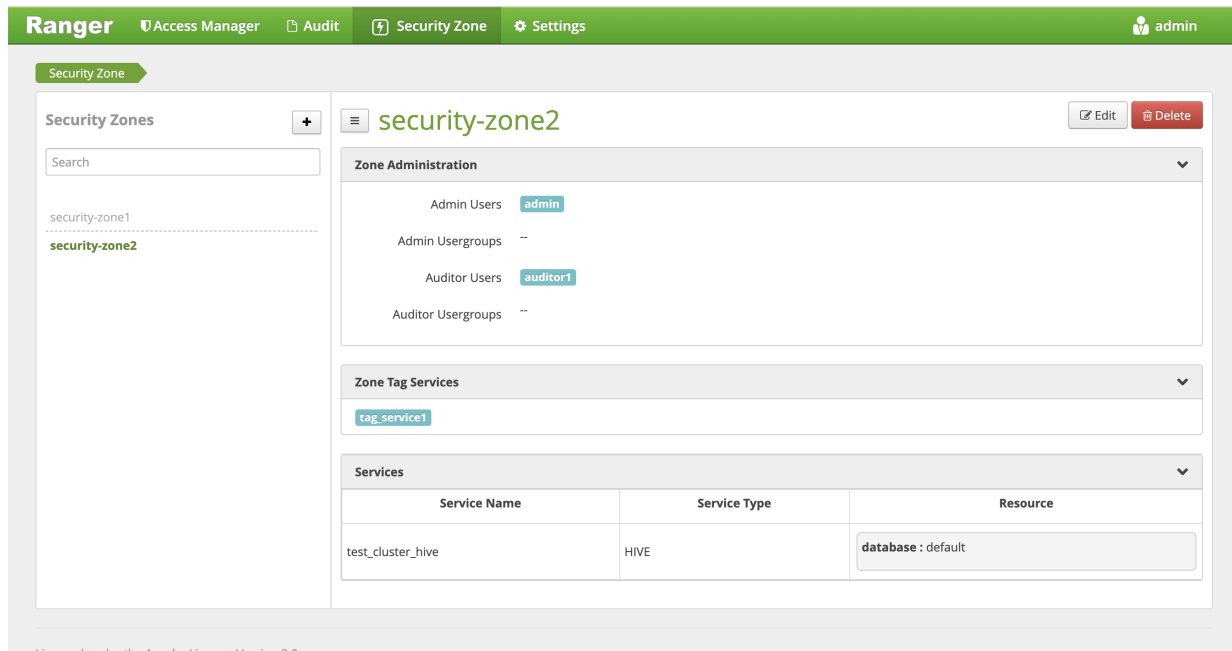 Ranger Access Manager Audit Security Zone Settings admin
Security Zone
Security Zones
Search
security-zone1
security-zone2
security-zone2 Edit Delete
Zone Administration
Admin Users admin
Admin Usergroups --
Auditor Users auditor1
Auditor Usergroups --
Zone Tag Services
tag_service1
Services
Service Name Service Type Resource
test_cluster_hive HIVE database : default